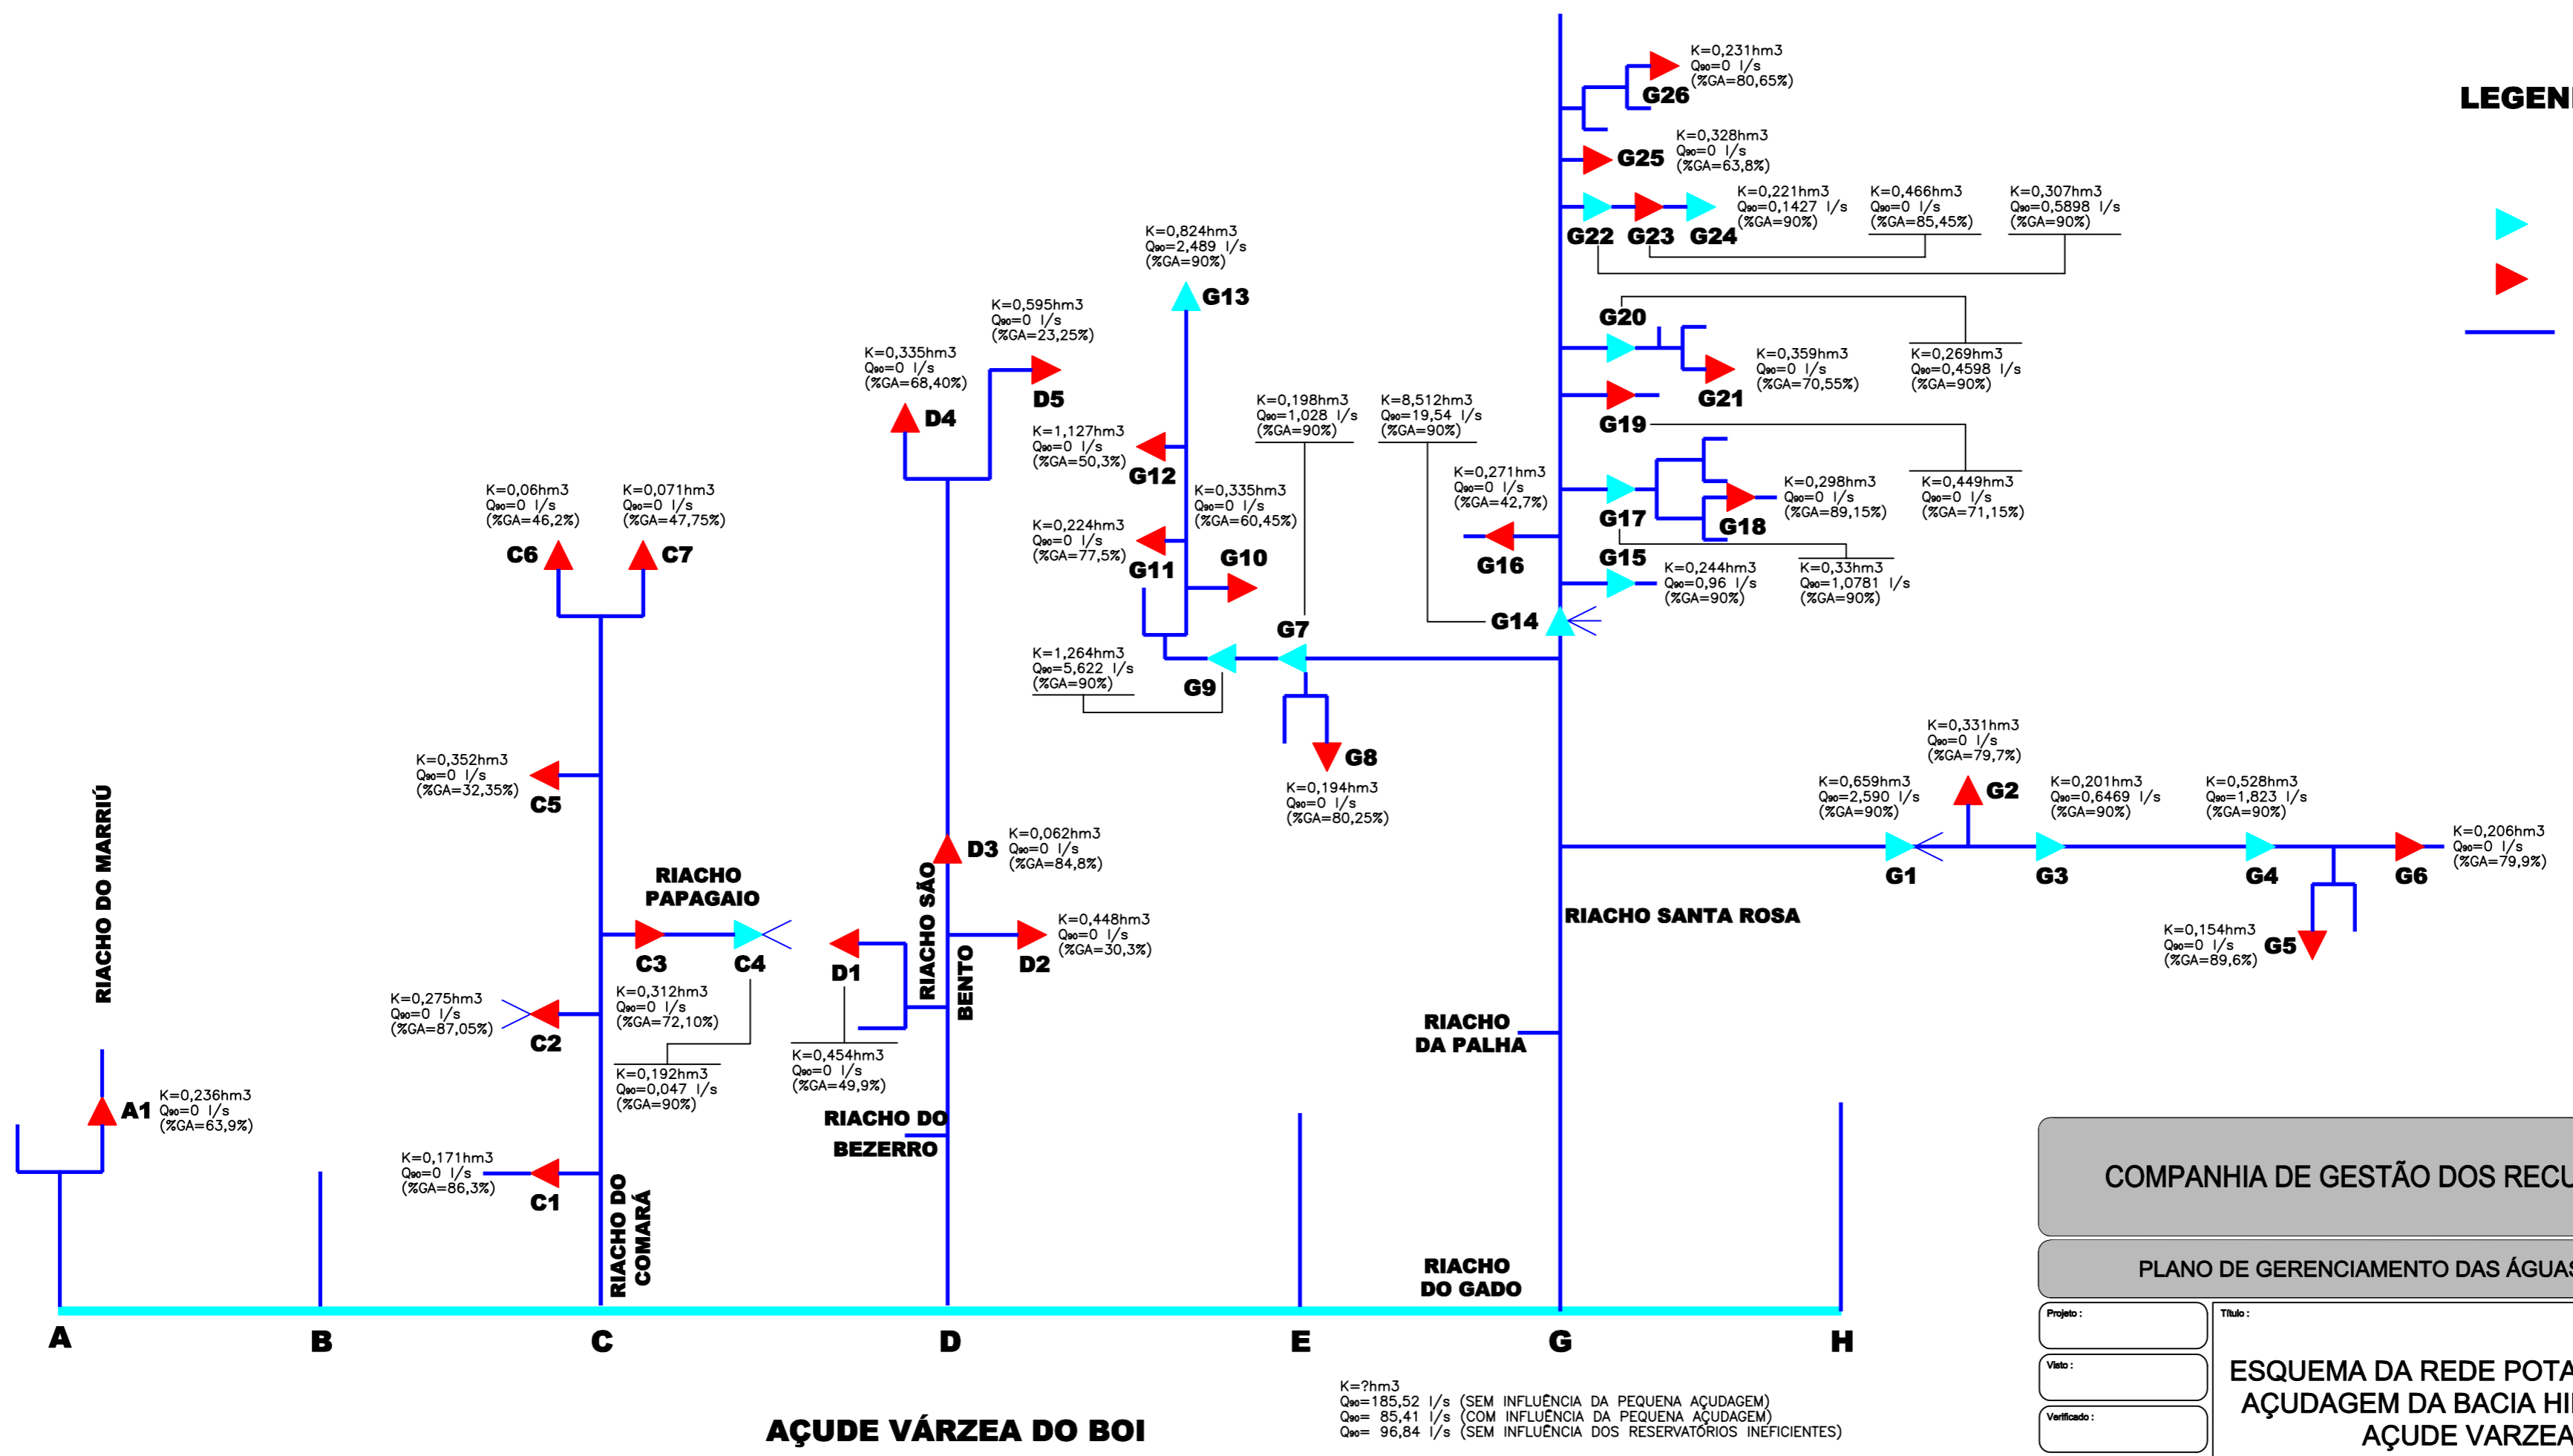 K=0,231hm3
Q90=0 l/s
(%GA=80,65%)
G26
LEGEN
K=0,328hm3
Q90=0 l/s
(%GA=63,8%)
G25
K=0,221hm3
Q90=0,1427 l/s
(%GA=90%)
K=0,466hm3
Q90=0 l/s
(%GA=85,45%)
K=0,307hm3
Q90=0,5898 l/s
(%GA=90%)
G22
G23
G24
K=0,824hm3
Q90=2,489 l/s
(%GA=90%)
G13
K=0,595hm3
Q90=0 l/s
(%GA=23,25%)
D5
K=0,335hm3
Q90=0 l/s
(%GA=68,40%)
D4
G20
K=0,359hm3
Q90=0 l/s
(%GA=70,55%)
G21
K=0,269hm3
Q90=0,4598 l/s
(%GA=90%)
G19
K=1,127hm3
Q90=0 l/s
(%GA=50,3%)
G12
K=0,198hm3
Q90=1,028 l/s
(%GA=90%)
K=8,512hm3
Q90=19,54 l/s
(%GA=90%)
K=0,271hm3
Q90=0 l/s
(%GA=42,7%)
G16
K=0,298hm3
Q90=0 l/s
(%GA=89,15%)
G17
G18
K=0,449hm3
Q90=0 l/s
(%GA=71,15%)
K=0,06hm3
Q90=0 l/s
(%GA=46,2%)
C6
K=0,071hm3
Q90=0 l/s
(%GA=47,75%)
C7
K=0,335hm3
Q90=0 l/s
(%GA=60,45%)
G10
K=0,224hm3
Q90=0 l/s
(%GA=77,5%)
G11
G15
K=0,244hm3
Q90=0,96 l/s
(%GA=90%)
K=0,33hm3
Q90=1,0781 l/s
(%GA=90%)
G14
G7
K=1,264hm3
Q90=5,622 l/s
(%GA=90%)
G9
G8
K=0,194hm3
Q90=0 l/s
(%GA=80,25%)
K=0,352hm3
Q90=0 l/s
(%GA=32,35%)
C5
K=0,331hm3
Q90=0 l/s
(%GA=79,7%)
G2
K=0,659hm3
Q90=2,590 l/s
(%GA=90%)
G1
K=0,201hm3
Q90=0,6469 l/s
(%GA=90%)
G3
K=0,528hm3
Q90=1,823 l/s
(%GA=90%)
G4
G6
K=0,206hm3
Q90=0 l/s
(%GA=79,9%)
K=0,154hm3
Q90=0 l/s
(%GA=89,6%)
G5
RIACHO DO MARRIÚ
RIACHO
PAPAGAIO
C3
C4
D3
K=0,062hm3
Q90=0 l/s
(%GA=84,8%)
RIACHO SÃO
BENTO
D1
D2
K=0,448hm3
Q90=0 l/s
(%GA=30,3%)
RIACHO SANTA ROSA
K=0,275hm3
Q90=0 l/s
(%GA=87,05%)
C2
K=0,312hm3
Q90=0 l/s
(%GA=72,10%)
K=0,192hm3
Q90=0,047 l/s
(%GA=90%)
K=0,454hm3
Q90=0 l/s
(%GA=49,9%)
RIACHO
DA PALHA
A1
K=0,236hm3
Q90=0 l/s
(%GA=63,9%)
RIACHO DO
BEZERRO
K=0,171hm3
Q90=0 l/s
(%GA=86,3%)
C1
RIACHO DO
COMARÁ
RIACHO
DO GADO
COMPANHIA DE GESTÃO DOS RECU
PLANO DE GERENCIAMENTO DAS ÁGUAS
Projeto :
Título :
Visto :
Verificado :
ESQUEMA DA REDE POTA
AÇUDAGEM DA BACIA HI
AÇUDE VARZEA
A
B
C
D
E
G
H
K=?hm3
Q90=185,52 l/s (SEM INFLUÊNCIA DA PEQUENA AÇUDAGEM)
Q90= 85,41 l/s (COM INFLUÊNCIA DA PEQUENA AÇUDAGEM)
Q90= 96,84 l/s (SEM INFLUÊNCIA DOS RESERVATÓRIOS INEFICIENTES)
AÇUDE VÁRZEA DO BOI